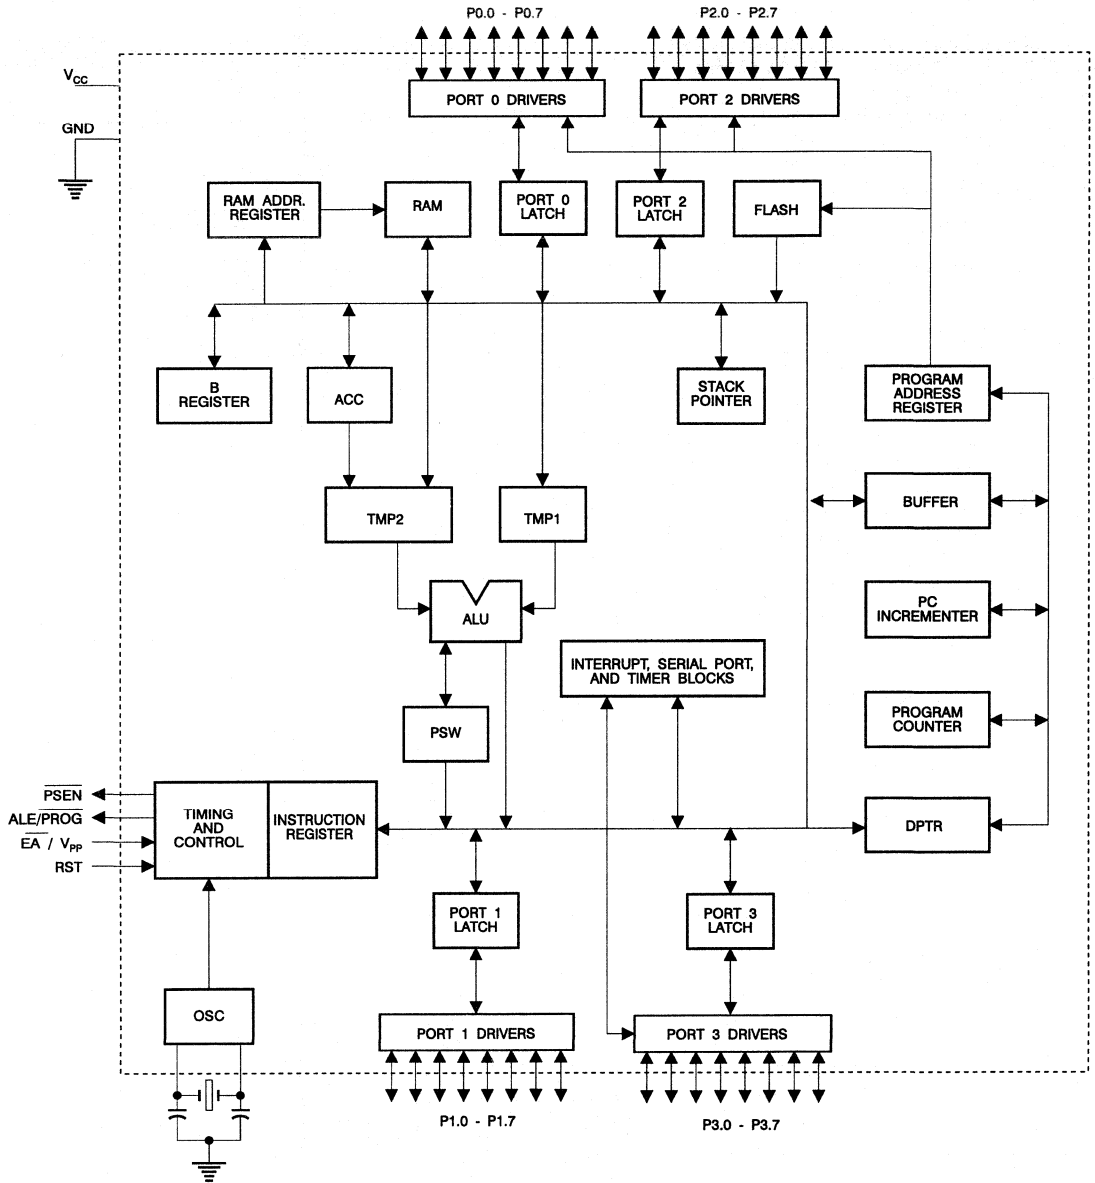 P0.0 - P0.7
P2.0 - P2.7
VCC
GND
PORT 0 DRIVERS
PORT 2 DRIVERS
RAM ADDR.
REGISTER
RAM
PORT 0
LATCH
PORT 2
LATCH
FLASH
B
REGISTER
ACC
STACK
POINTER
PROGRAM
ADDRESS
REGISTER
TMP2
TMP1
BUFFER
ALU
PC
INCREMENTER
INTERRUPT, SERIAL PORT,
AND TIMER BLOCKS
PSW
PROGRAM
COUNTER
PSEN
ALE/PROG
EA / VPP
RST
TIMING
AND
CONTROL
INSTRUCTION
REGISTER
DPTR
PORT 1
LATCH
PORT 3
LATCH
OSC
PORT 1 DRIVERS
PORT 3 DRIVERS
P1.0 - P1.7
P3.0 - P3.7